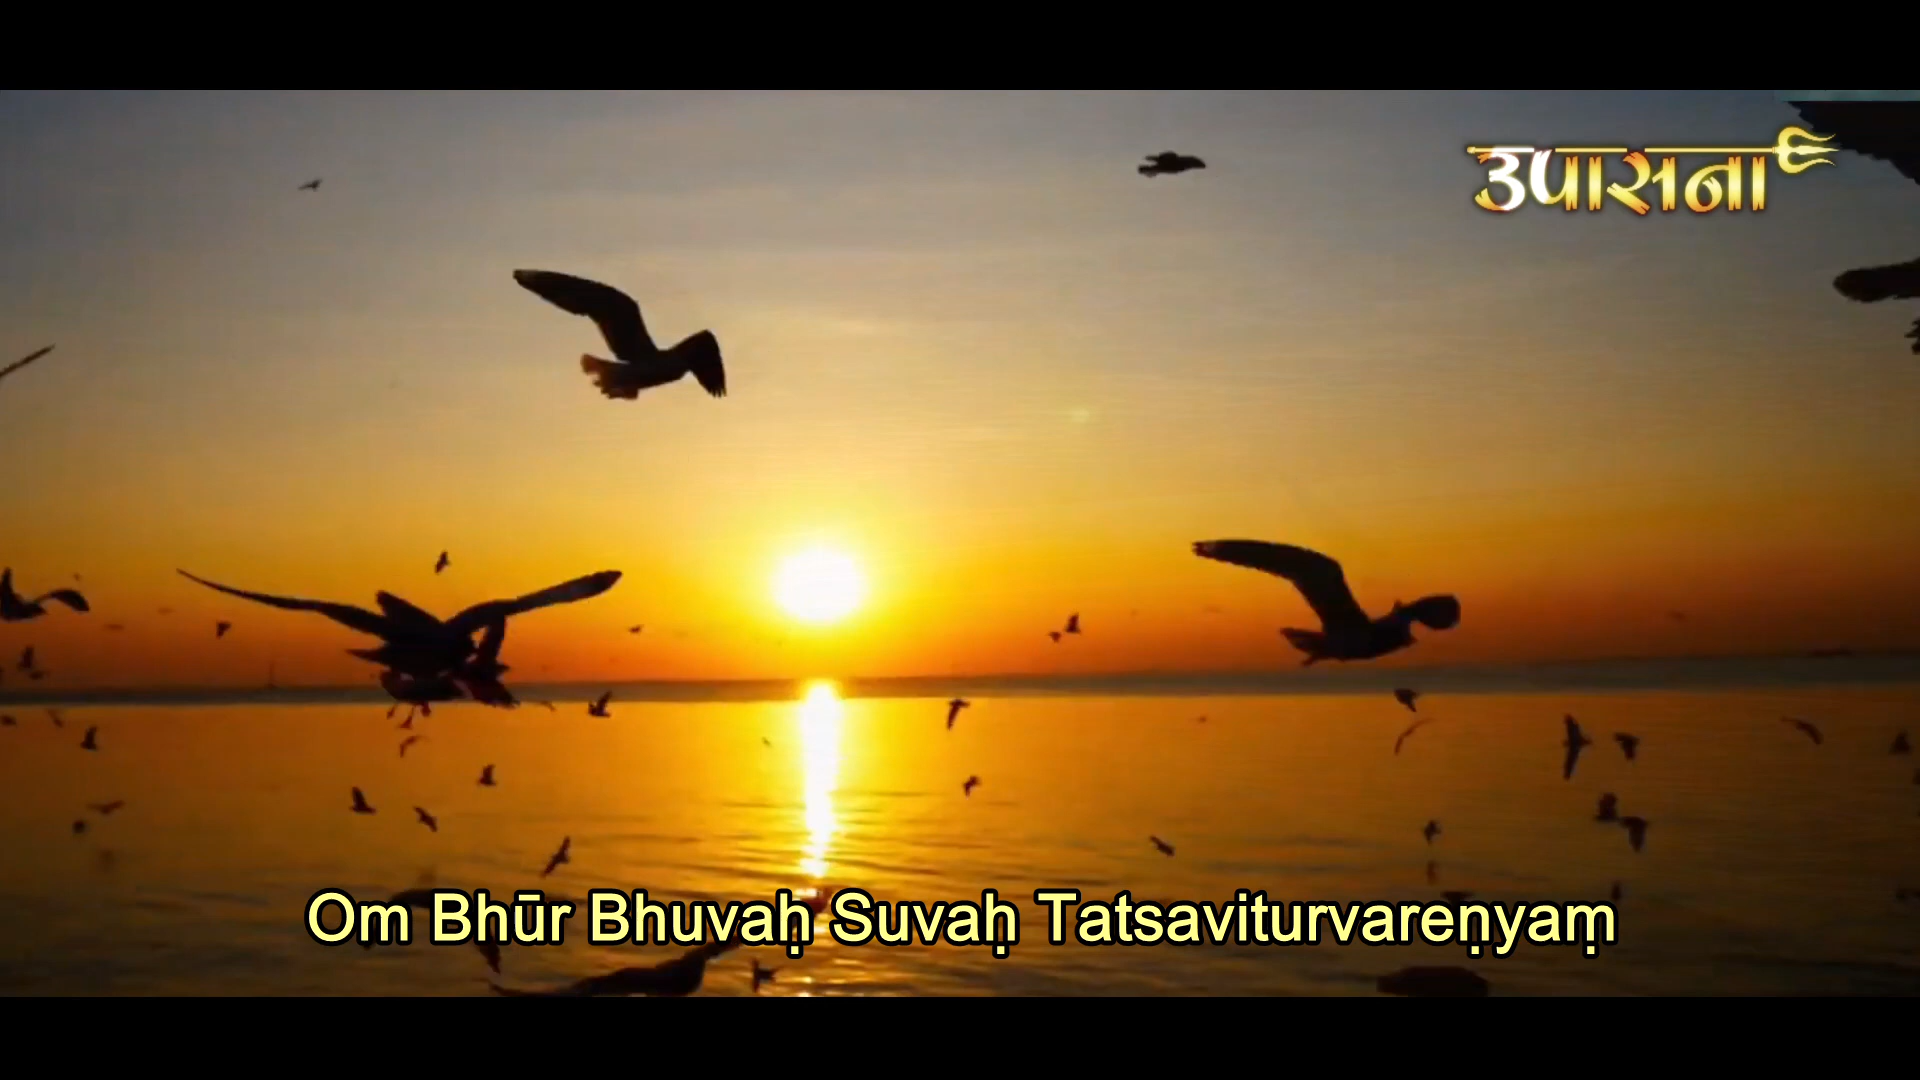 उपासना
Om Bhūr Bhuvaḥ Suvaḥ Tatsaviturvareṇyaṃ